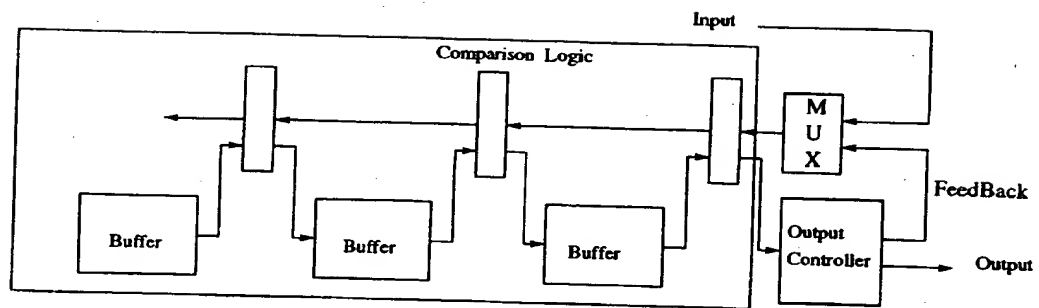 Input
Comparison Logic
M
U
X
FeedBack
Buffer
Buffer
Buffer
Output
Controller
Output